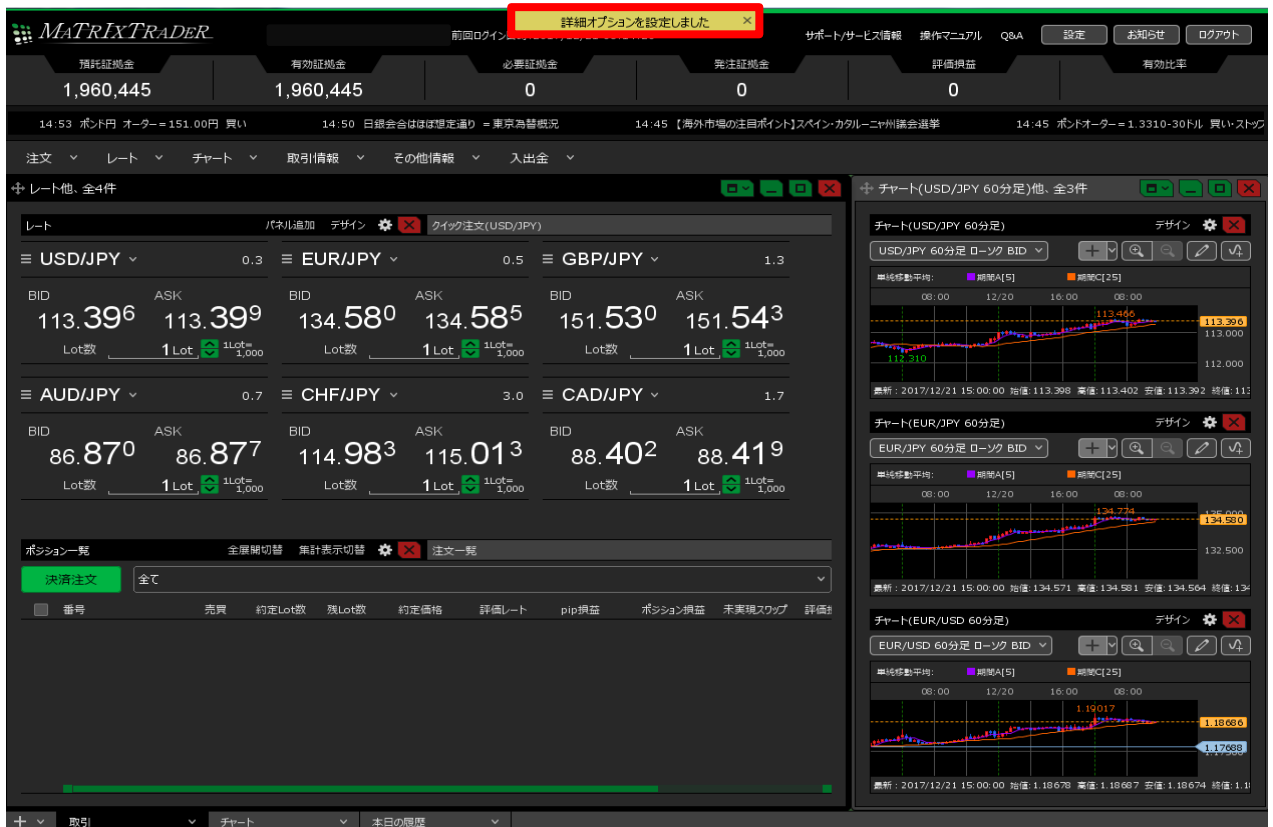 詳細オプションを設定しました ×
MATRIXTRADER
サポート/サービス情報 操作マニュアル Q&A 設定 お知らせ ログアウト
預託証拠金 有効証拠金 必要証拠金 発注証拠金 評価損益 有効比率
1,960,445 1,960,445 0 0 0
14:53 ポンド円 オーダー=151.00円 買い 14:50 日銀会合はほぼ想定通り =東京為替概況 14:45 【海外市場の注目ポイント】スペイン・カタルーニャ州議会選挙 14:45 ポンドオーダー=1.3310-30ドル 買い・ストップ
注文 レート チャート 取引情報 その他情報 入出金
レート他、全4件
レート パネル追加 デザイン クイック注文(USD/JPY)
USD/JPY 0.3 EUR/JPY 0.5 GBP/JPY 1.3
BID ASK BID ASK BID ASK
113.396 113.399 134.580 134.585 151.530 151.543
Lot数 1 Lot 1Lot=1,000 Lot数 1 Lot 1Lot=1,000 Lot数 1 Lot 1Lot=1,000
AUD/JPY 0.7 CHF/JPY 3.0 CAD/JPY 1.7
BID ASK BID ASK BID ASK
86.870 86.877 114.983 115.013 88.402 88.419
Lot数 1 Lot 1Lot=1,000 Lot数 1 Lot 1Lot=1,000 Lot数 1 Lot 1Lot=1,000
ポジション一覧 全展開切替 集計表示切替 注文一覧
決済注文 全て
番号 売買 約定Lot数 残Lot数 約定価格 評価レート pip損益 ポジション損益 未実現スワップ
チャート(USD/JPY 60分足)他、全3件
チャート(USD/JPY 60分足) デザイン
USD/JPY 60分足 ローソク BID
単純移動平均: 期間A[5] 期間C[25]
08:00 12/20 16:00 08:00
113.466
113.396
113.000
112.310
112.000
最新:2017/12/21 15:00:00 始値:113.398 高値:113.402 安値:113.392 終値:113
チャート(EUR/JPY 60分足) デザイン
EUR/JPY 60分足 ローソク BID
単純移動平均: 期間A[5] 期間C[25]
08:00 12/20 16:00 08:00
134.774
134.580
132.500
最新:2017/12/21 15:00:00 始値:134.571 高値:134.581 安値:134.564 終値:134
チャート(EUR/USD 60分足) デザイン
EUR/USD 60分足 ローソク BID
単純移動平均: 期間A[5] 期間C[25]
08:00 12/20 16:00 08:00
1.19017
1.18686
1.17688
最新:2017/12/21 15:00:00 始値:1.18678 高値:1.18687 安値:1.18674 終値:1.18
取引 チャート 本日の履歴